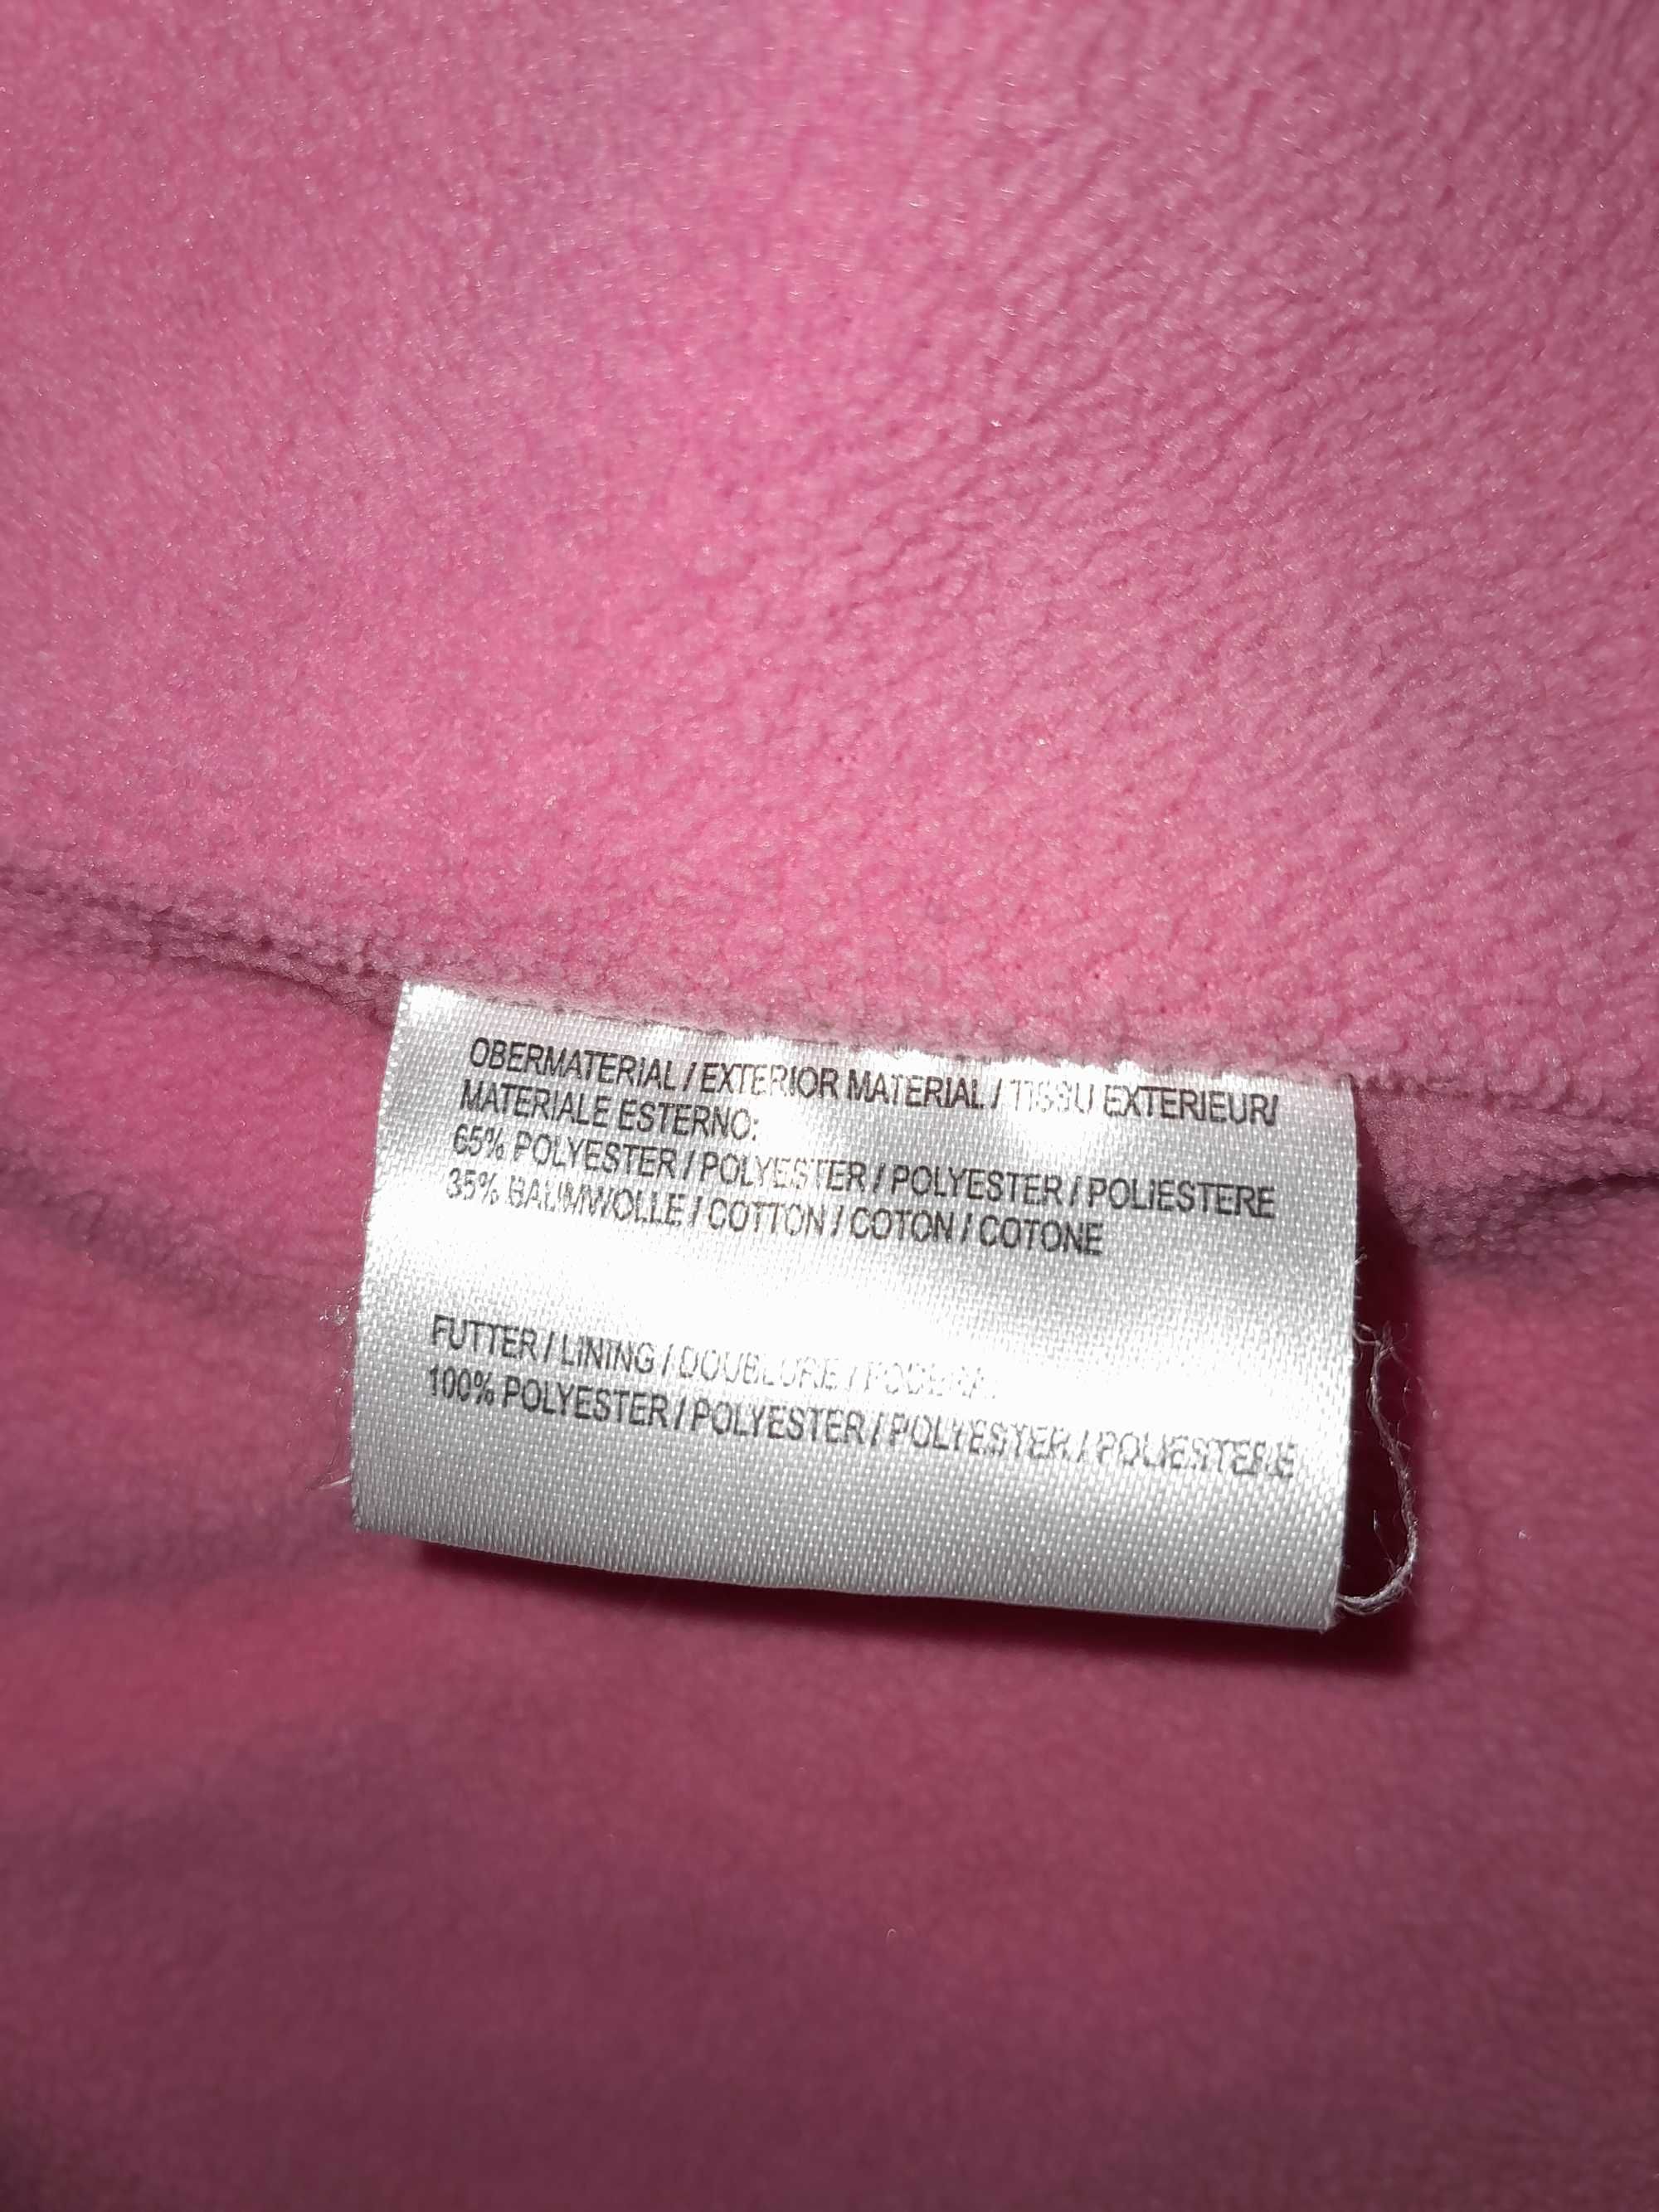 OBERMATERIAL / EXTERIOR MATERIAL / TISSU EXTERIEUR/
MATERIALE ESTERNO:
65% POLYESTER / POLYESTER / POLYESTER / POLIESTERE
35% BAUMWOLLE / COTTON / COTON / COTONE
FUTTER / LINING / DOUBLURE / FODERA:
100% POLYESTER / POLYESTER / POLYESTER / POLIESTERE